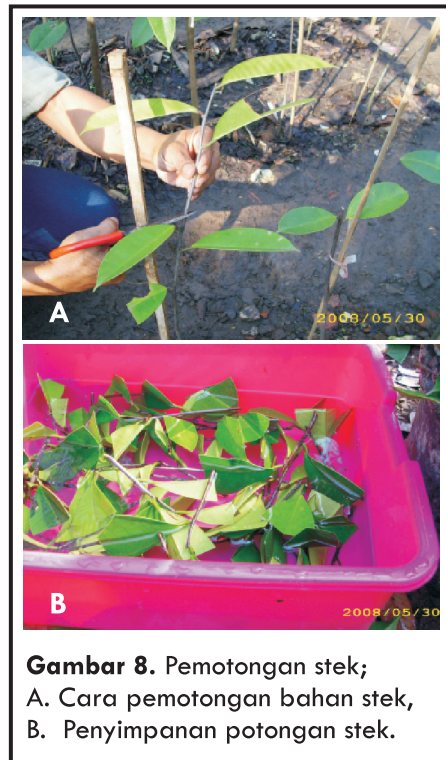 A
2008/05/30
B
2008/05/30
Gambar 8. Pemotongan stek;
A. Cara pemotongan bahan stek,
B. Penyimpanan potongan stek.